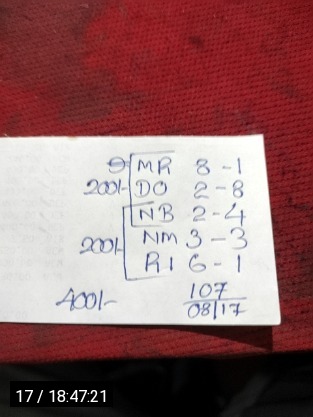 9 MR 8-1
200/- DO 2-8
NB 2-4
200/- NM 3-3
RI 6-1
400/- 107
08/17
17 / 18:47:21